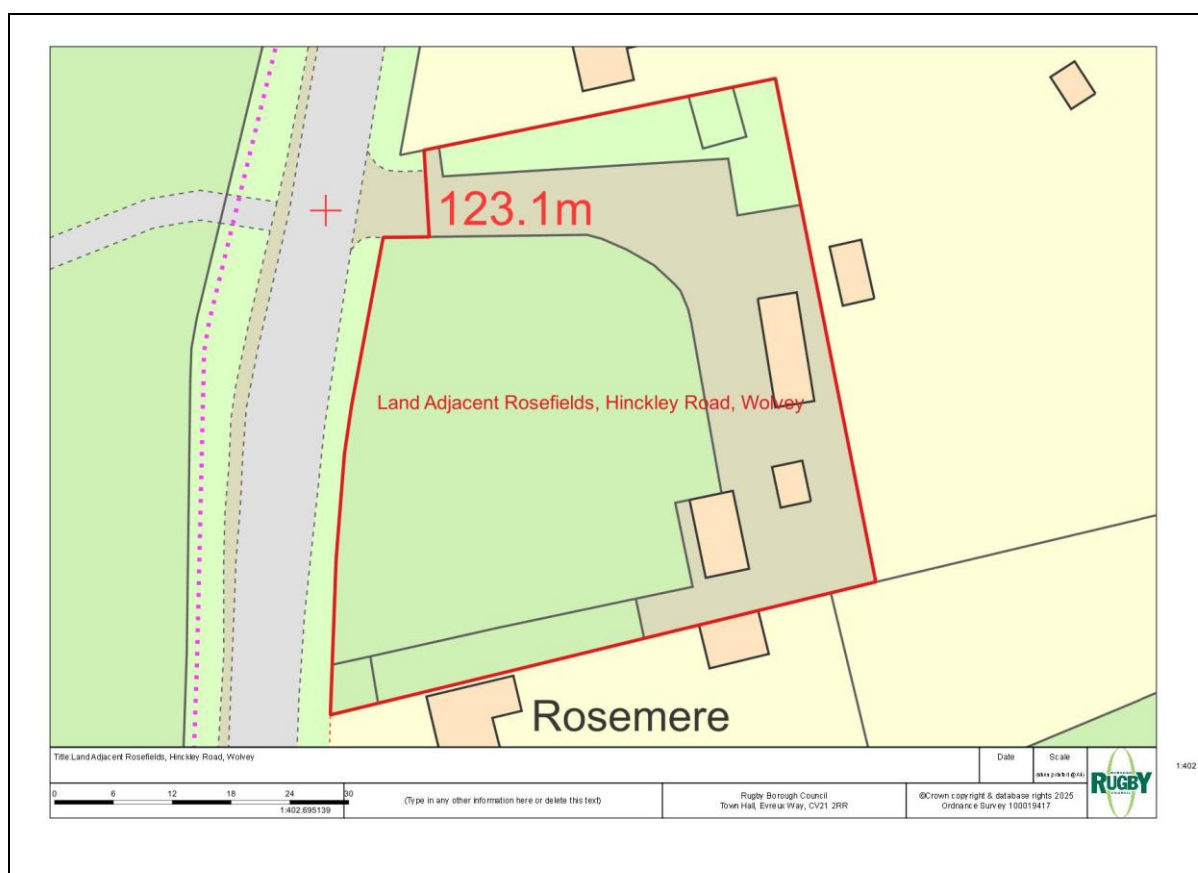 123.1m
Land Adjacent Rosefields, Hinckley Road, Wolvey
Rosemere
Title:Land Adjacent Rosefields, Hinckley Road, Wolvey
Date
Scale
(when printed @A4)
1:402
0 6 12 18 24 30
1:402.695139
(Type in any other information here or delete this text)
Rugby Borough Council
Town Hall, Evreux Way, CV21 2RR
©Crown copyright & database rights 2025
Ordnance Survey 100019417
RUGBY